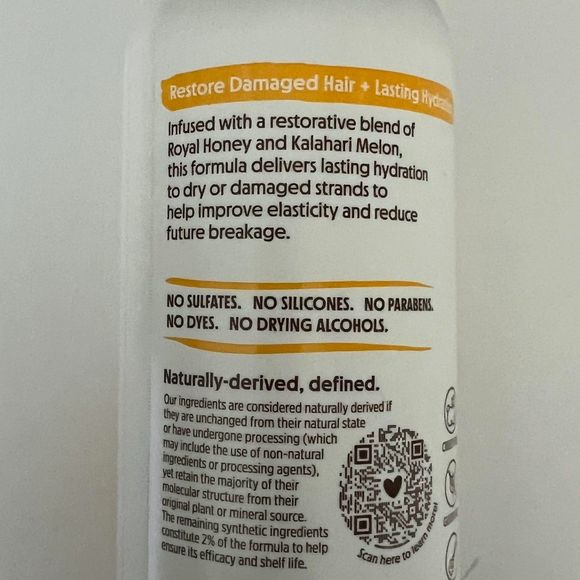 Restore Damaged Hair + Lasting
Infused with a restorative blend of
Royal Honey and Kalahari Melon,
this formula delivers lasting hydration
to dry or damaged strands to
help improve elasticity and reduce
future breakage.
NO SULFATES. NO SILICONES. NO PARABENS.
NO DYES. NO DRYING ALCOHOLS.
Naturally-derived, defined.
Our ingredients are considered naturally derived if
they are unchanged from their natural state
or have undergone processing (which
may include the use of non-natural
ingredients or processing agents),
yet retain the majority of their
molecular structure from their
original plant or mineral source.
The remaining synthetic ingredients
constitute 2% of the formula to help
ensure its efficacy and shelf life.
Scan here to learn more!